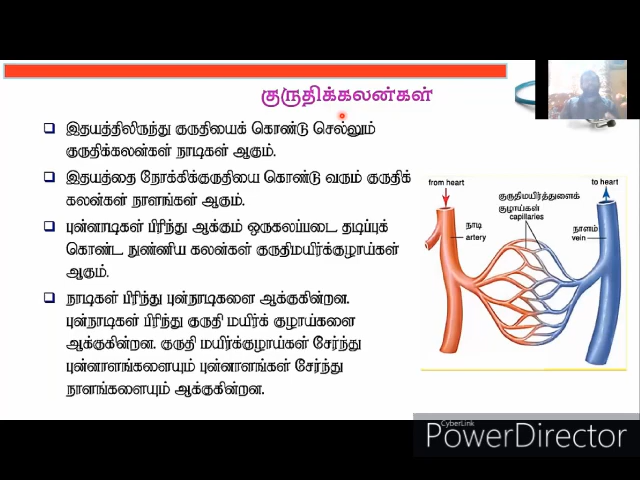 குருதிக்கலன்கள்
இதயத்திலிருந்து குருதியைக் கொண்டு செல்லும்
குருதிக்கலன்கள் நாடிகள் ஆகும்.
இதயத்தை நோக்கிக்குருதியை கொண்டு வரும் குருதிக்
கலன்கள் நாளங்கள் ஆகும்.
புன்னாடிகள் பிரிந்து ஆக்கும் ஒருகலப்படை தடிப்புக்
கொண்ட நுண்ணிய கலன்கள் குருதிமயிர்க்குழாய்கள்
ஆகும்.
நாடிகள் பிரிந்து புன்நாடிகளை ஆக்குகின்றன.
புன்நாடிகள் பிரிந்து குருதி மயிர்க் குழாய்களை
ஆக்குகின்றன. குருதி மயிர்க்குழாய்கள் சேர்ந்து
புன்னாளங்களையும் புன்னாளங்கள் சேர்ந்து
நாளங்களையும் ஆக்குகின்றன.
from heart
to heart
குருதிமயிர்த்துளைக்
குழாய்கள்
capillaries
நாடி
artery
நாளம்
vein
CyberLink
PowerDirector